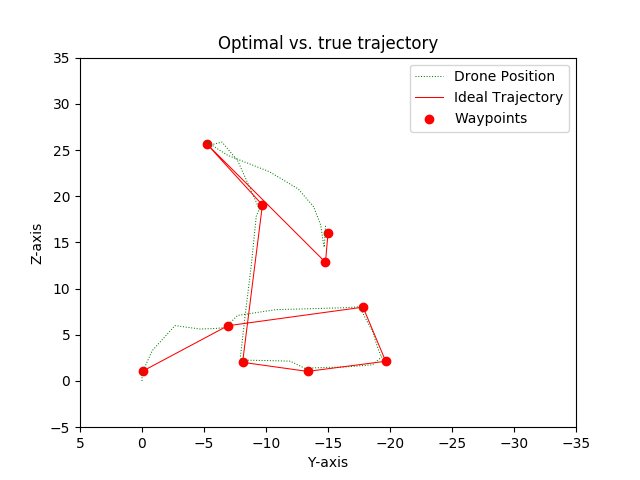 Optimal vs. true trajectory
Drone Position
Ideal Trajectory
Waypoints
Z-axis
35
30
25
20
15
10
5
0
−5
5 0 −5 −10 −15 −20 −25 −30 −35
Y-axis